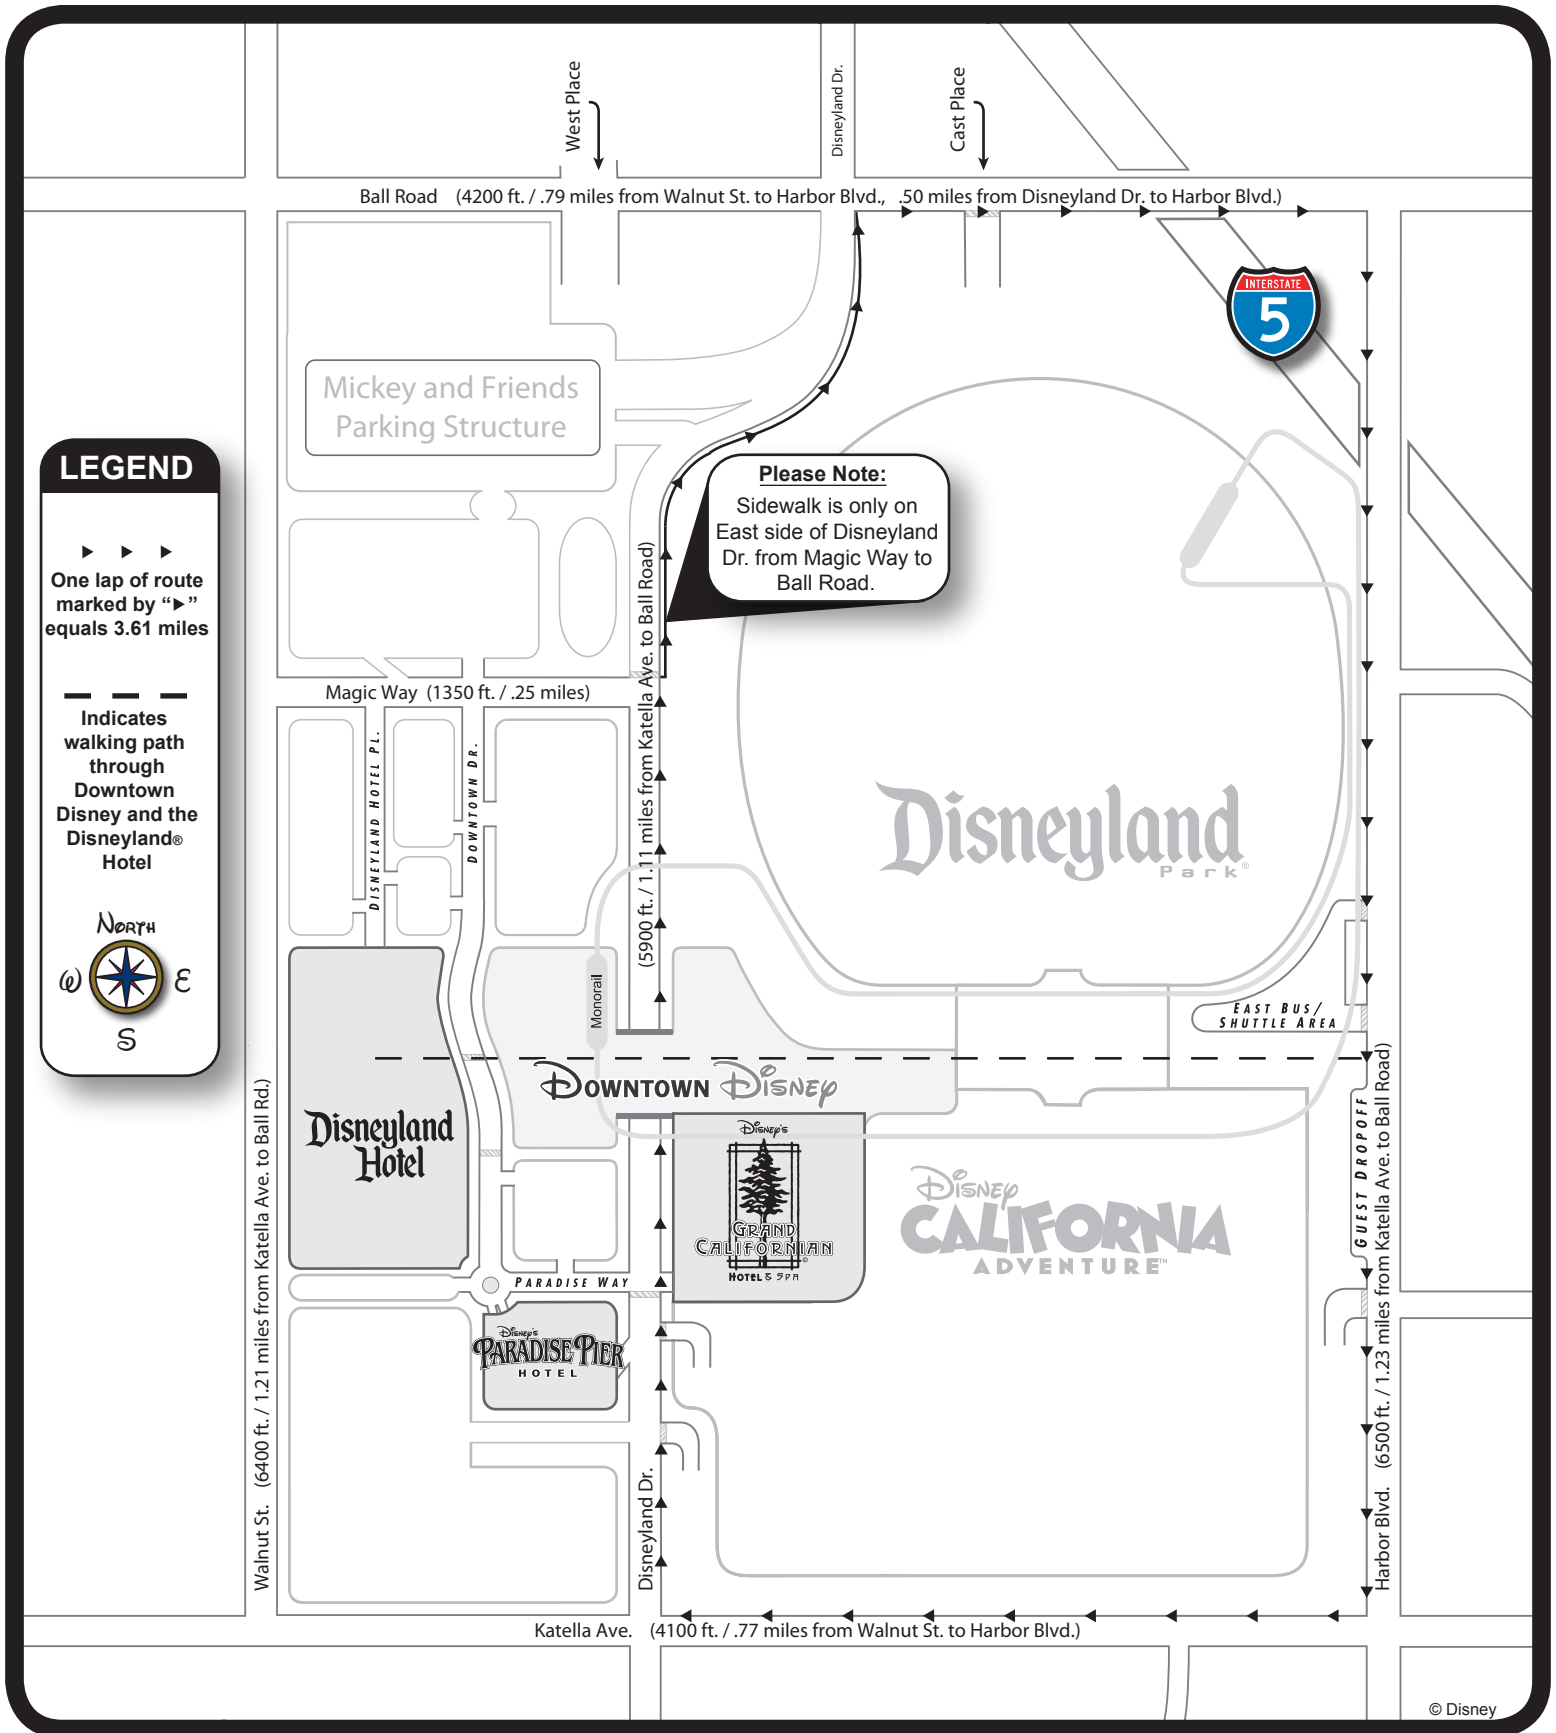 West Place
Disneyland Dr.
Cast Place
Ball Road (4200 ft. / .79 miles from Walnut St. to Harbor Blvd., .50 miles from Disneyland Dr. to Harbor Blvd.)
INTERSTATE
5
Mickey and Friends
Parking Structure
Please Note:
Sidewalk is only on
East side of Disneyland
Dr. from Magic Way to
Ball Road.
LEGEND
One lap of route
marked by “▶”
equals 3.61 miles
Indicates
walking path
through
Downtown
Disney and the
Disneyland®
Hotel
NORTH
W
E
S
Magic Way (1350 ft. / .25 miles)
DISNEYLAND HOTEL PL.
DOWNTOWN DR.
Disneyland Dr. (5900 ft. / 1.11 miles from Katella Ave. to Ball Road)
Disneyland
Park®
Monorail
EAST BUS/
SHUTTLE AREA
DOWNTOWN DISNEY
Disneyland
Hotel
DISNEY'S
GRAND
CALIFORNIAN
©
HOTEL & SPA
DISNEY
CALIFORNIA
ADVENTURE™
GUEST DROPOFF
PARADISE WAY
DISNEY'S
PARADISE PIER
HOTEL
Walnut St. (6400 ft. / 1.21 miles from Katella Ave. to Ball Rd.)
Harbor Blvd. (6500 ft. / 1.23 miles from Katella Ave. to Ball Road)
Katella Ave. (4100 ft. / .77 miles from Walnut St. to Harbor Blvd.)
© Disney